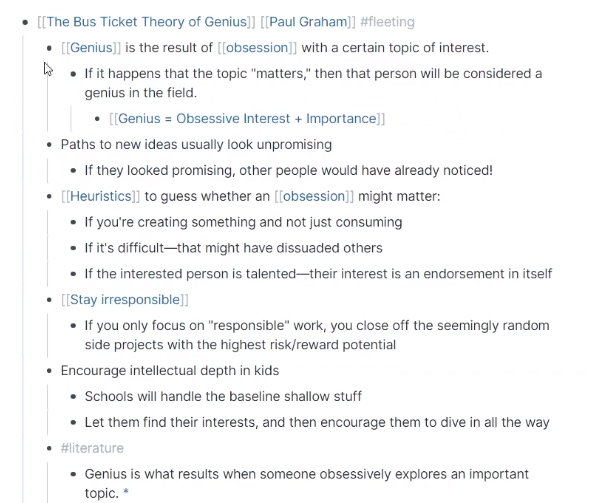 [[The Bus Ticket Theory of Genius]] [[Paul Graham]] #fleeting
[[Genius]] is the result of [[obsession]] with a certain topic of interest.
If it happens that the topic "matters," then that person will be considered a
genius in the field.
[[Genius = Obsessive Interest + Importance]]
Paths to new ideas usually look unpromising
If they looked promising, other people would have already noticed!
[[Heuristics]] to guess whether an [[obsession]] might matter:
If you're creating something and not just consuming
If it's difficult—that might have dissuaded others
If the interested person is talented—their interest is an endorsement in itself
[[Stay irresponsible]]
If you only focus on "responsible" work, you close off the seemingly random
side projects with the highest risk/reward potential
Encourage intellectual depth in kids
Schools will handle the baseline shallow stuff
Let them find their interests, and then encourage them to dive in all the way
#literature
Genius is what results when someone obsessively explores an important
topic. *